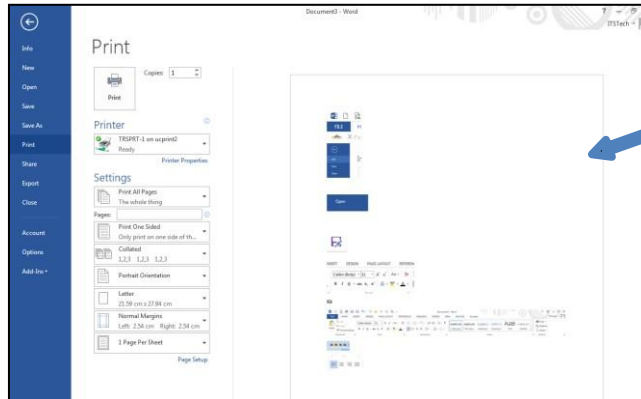 Document3 - Word
?
ITSTech
Info
New
Open
Save
Save As
Print
Share
Export
Close
Account
Options
Add-Ins
Print
Copies: 1
Print
Printer
TRSPRT-1 on ucprint2
Ready
Printer Properties
Settings
Print All Pages
The whole thing
Pages:
Print One Sided
Only print on one side of th...
Collated
1,2,3 1,2,3 1,2,3
Portrait Orientation
Letter
21.59 cm x 27.94 cm
Normal Margins
Left: 2.54 cm Right: 2.54 cm
1 Page Per Sheet
Page Setup
FILE
Open
INSERT DESIGN PAGE LAYOUT REFEREN